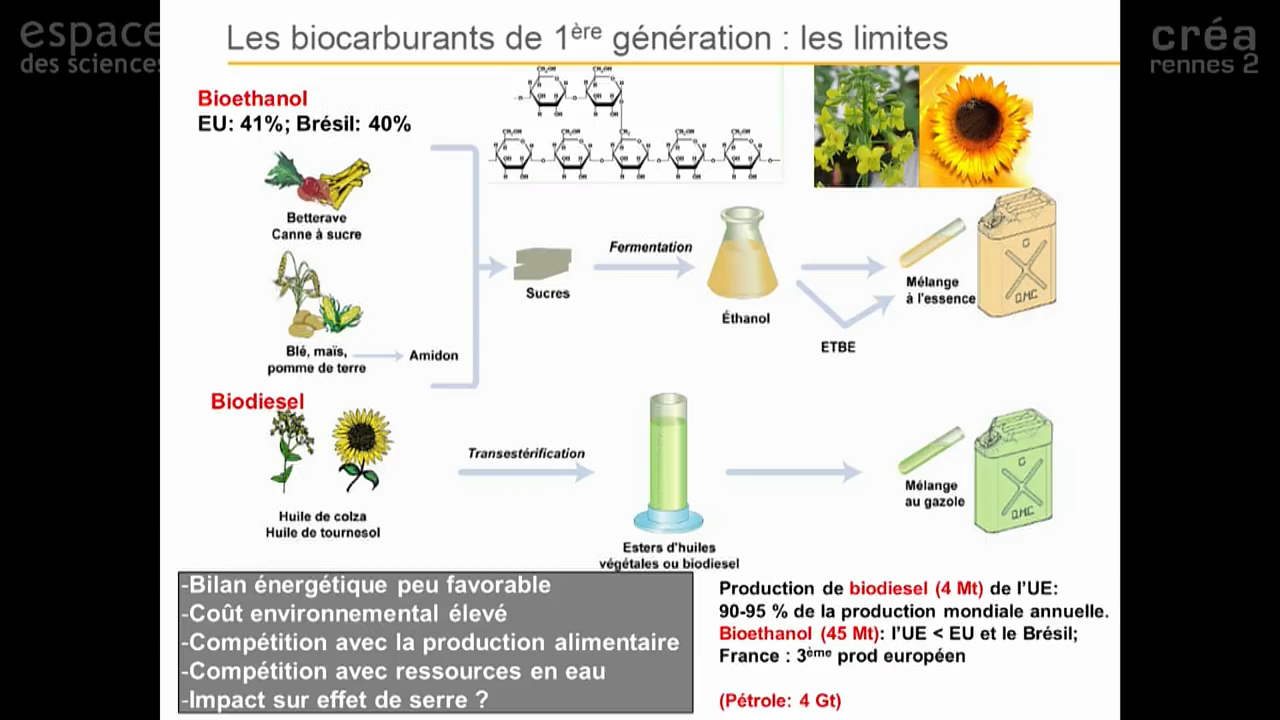 espace
des sciences
créa
rennes 2
Les biocarburants de 1ère génération : les limites
Bioethanol
EU: 41%; Brésil: 40%
Betterave
Canne à sucre
Blé, maïs,
pomme de terre
Amidon
Sucres
Fermentation
Éthanol
ETBE
Mélange
à l'essence
Biodiesel
Huile de colza
Huile de tournesol
Transestérification
Esters d'huiles
végétales ou biodiesel
Mélange
au gazole
-Bilan énergétique peu favorable
-Coût environnemental élevé
-Compétition avec la production alimentaire
-Compétition avec ressources en eau
-Impact sur effet de serre ?
Production de biodiesel (4 Mt) de l'UE:
90-95 % de la production mondiale annuelle.
Bioethanol (45 Mt): l'UE < EU et le Brésil;
France : 3ème prod européen
(Pétrole: 4 Gt)